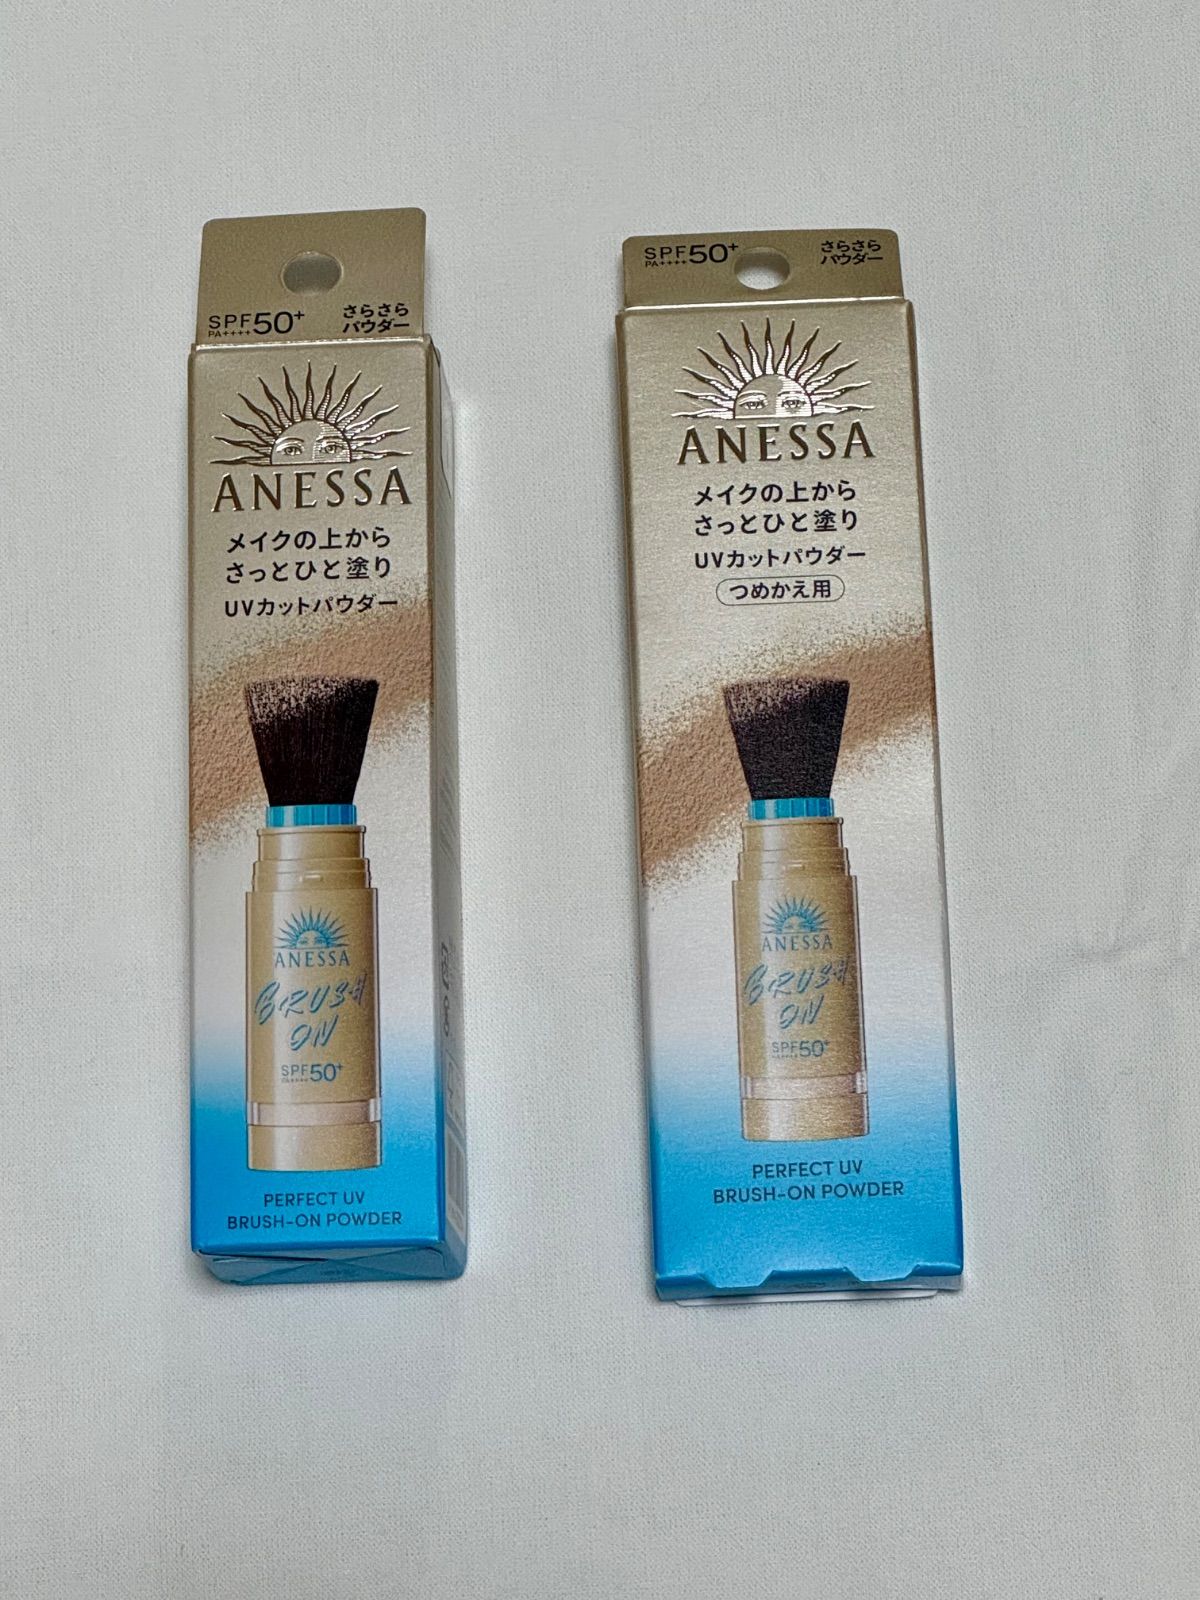 SPF50+
PA++++
さらさら
パウダー
ANESSA
メイクの上から
さっとひと塗り
UVカットパウダー
ANESSA
BRUSH
ON
SPF50+
PA++++
PERFECT UV
BRUSH-ON POWDER
SPF50+
PA++++
さらさら
パウダー
ANESSA
メイクの上から
さっとひと塗り
UVカットパウダー
つめかえ用
ANESSA
BRUSH
ON
SPF50+
PA++++
PERFECT UV
BRUSH-ON POWDER